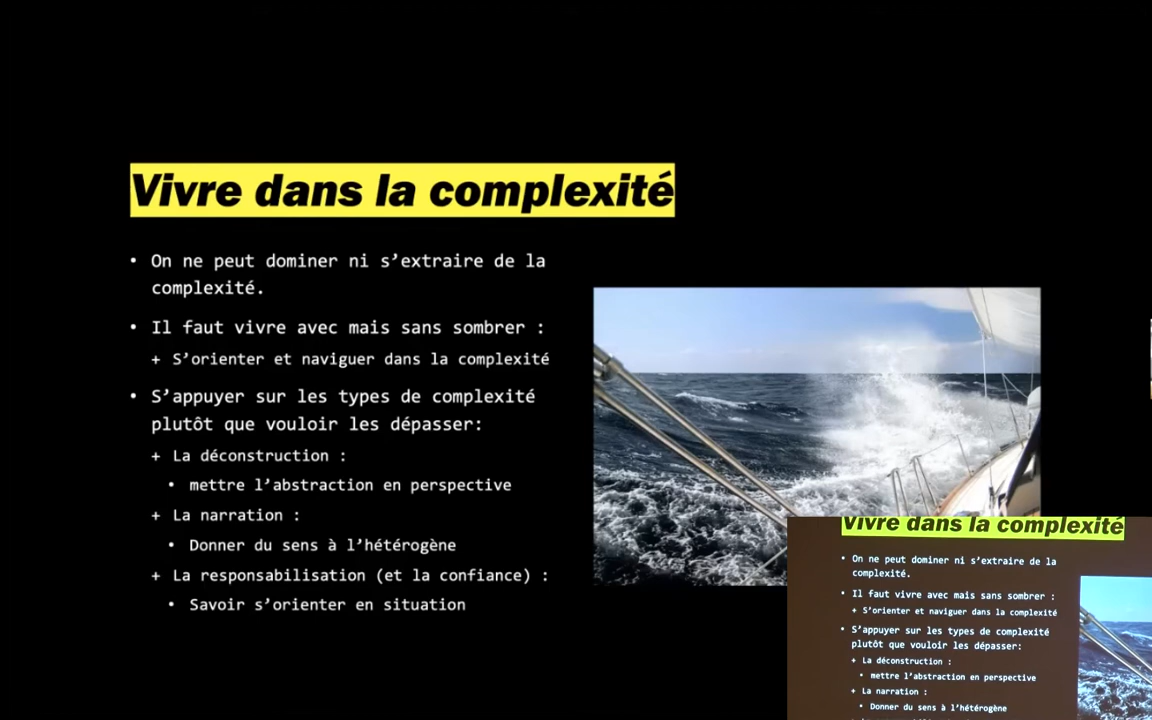 Vivre dans la complexité
• On ne peut dominer ni s’extraire de la
complexité.
• Il faut vivre avec mais sans sombrer :
+ S’orienter et naviguer dans la complexité
• S’appuyer sur les types de complexité
plutôt que vouloir les dépasser:
+ La déconstruction :
• mettre l’abstraction en perspective
+ La narration :
• Donner du sens à l’hétérogène
+ La responsabilisation (et la confiance) :
• Savoir s’orienter en situation
Vivre dans la complexité
• On ne peut dominer ni s’extraire de la
complexité.
• Il faut vivre avec mais sans sombrer :
+ S’orienter et naviguer dans la complexité
• S’appuyer sur les types de complexité
plutôt que vouloir les dépasser:
+ La déconstruction :
• mettre l’abstraction en perspective
+ La narration :
• Donner du sens à l’hétérogène